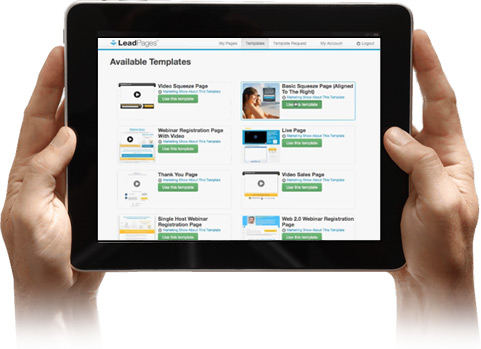 LeadPages™
My Pages Templates Template Request My Account Logout
Available Templates
Video Squeeze Page
Marketing Show About This Template
Use this template
Basic Squeeze Page (Aligned
To The Right)
Marketing Show About This Template
Use this template
Webinar Registration Page
With Video
Marketing Show About This Template
Use this template
Live Page
Marketing Show About This Template
Use this template
Thank You Page
Marketing Show About This Template
Use this template
Video Sales Page
Marketing Show About This Template
Use this template
Single Host Webinar
Registration Page
Marketing Show About This Template
Use this template
Web 2.0 Webinar Registration
Page
Marketing Show About This Template
Use this template